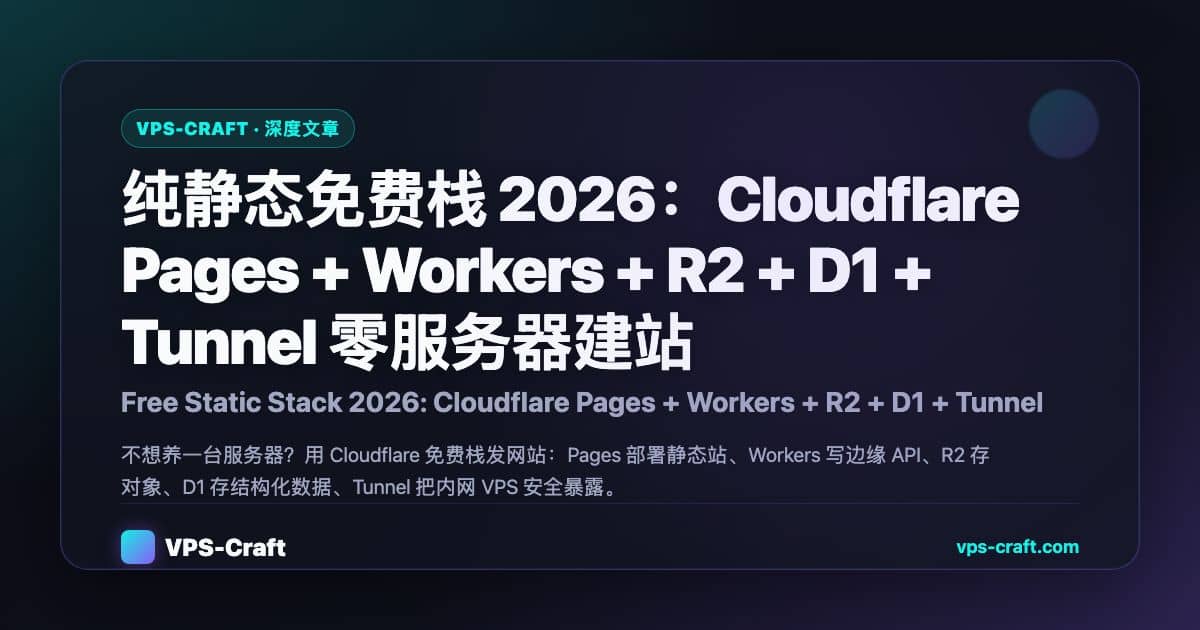 VPS-CRAFT · 深度文章
纯静态免费栈 2026：Cloudflare
Pages + Workers + R2 + D1 +
Tunnel 零服务器建站
Free Static Stack 2026: Cloudflare Pages + Workers + R2 + D1 + Tunnel
不想养一台服务器？用 Cloudflare 免费栈发网站：Pages 部署静态站、Workers 写边缘 API、R2 存
对象、D1 存结构化数据、Tunnel 把内网 VPS 安全暴露。
VPS-Craft
vps-craft.com